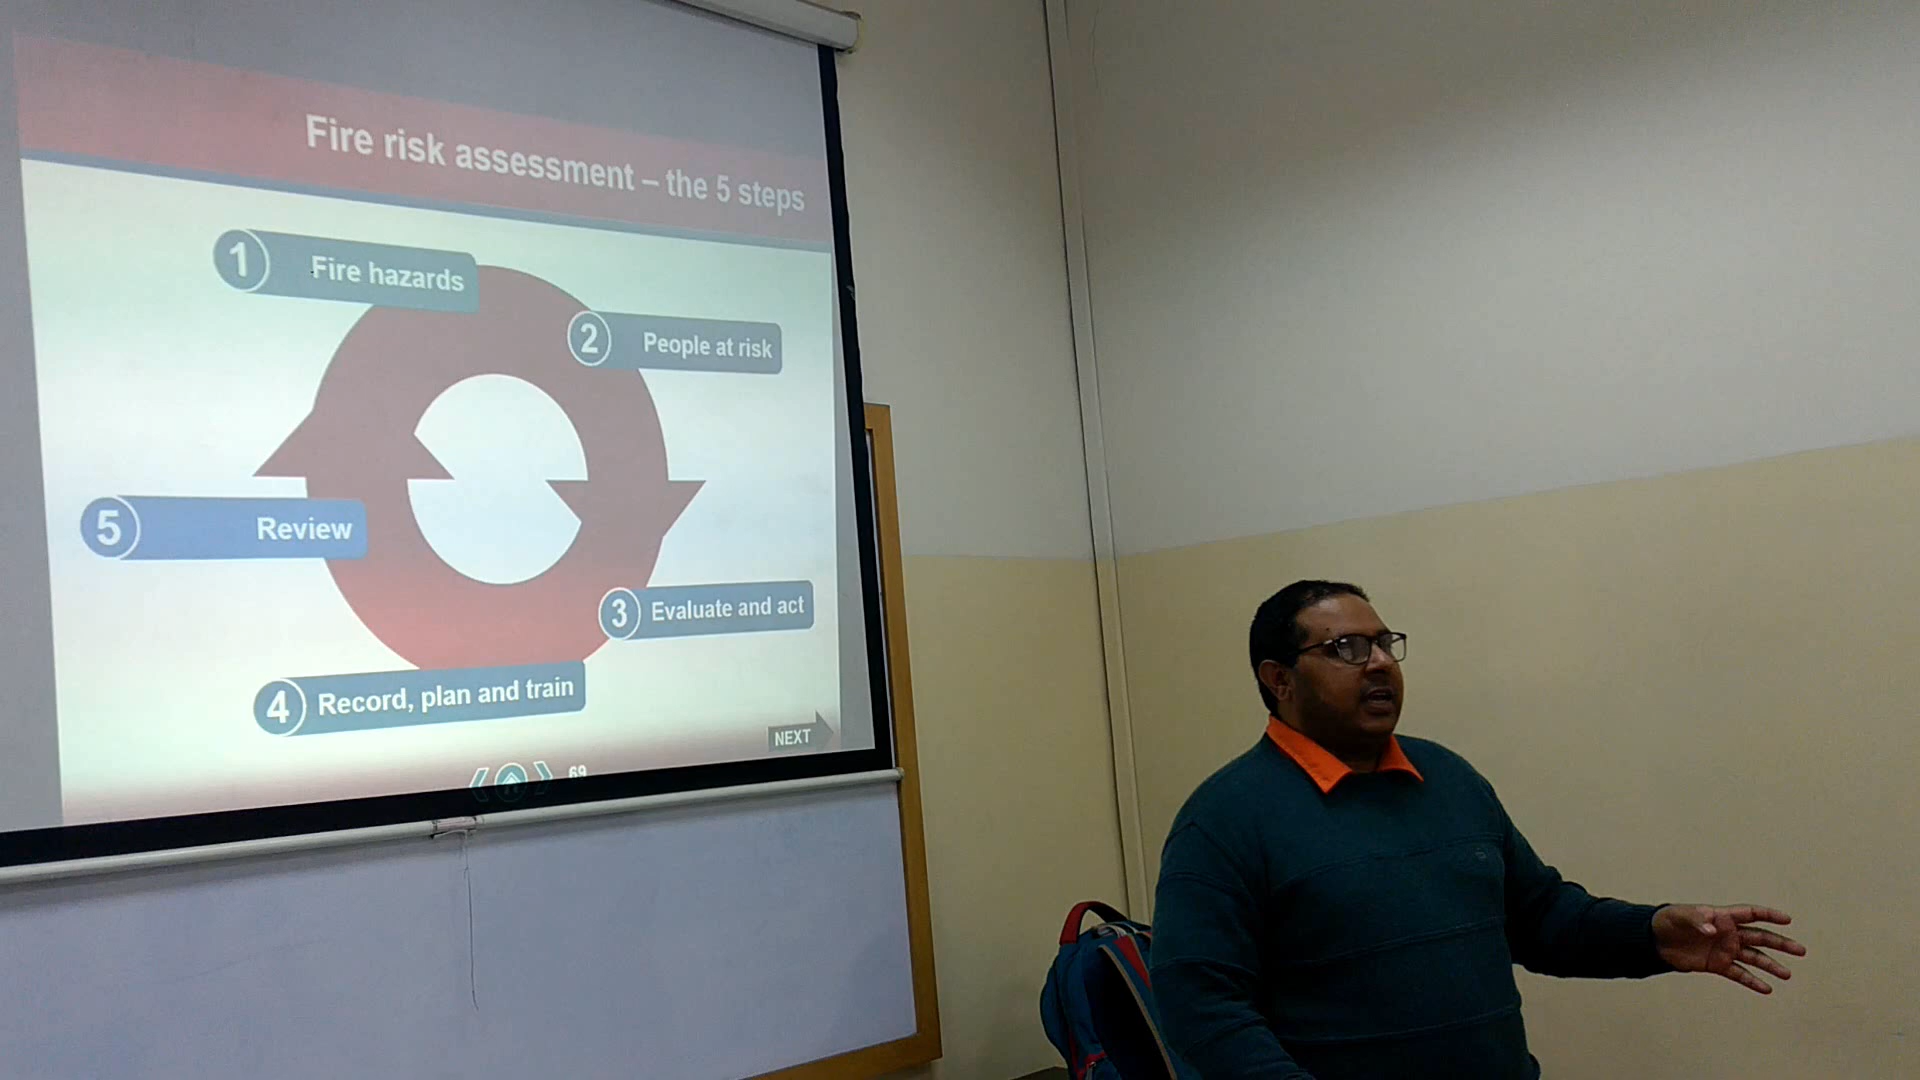 Fire risk assessment – the 5 steps
1 Fire hazards
2 People at risk
3 Evaluate and act
4 Record, plan and train
5 Review
NEXT
69